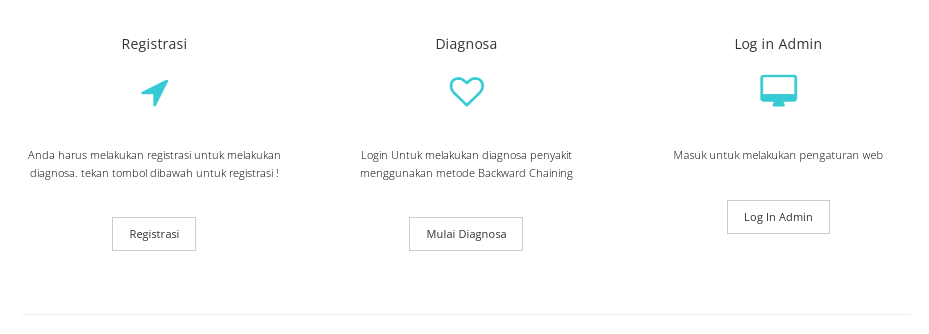 Registrasi
Anda harus melakukan registrasi untuk melakukan
diagnosa. tekan tombol dibawah untuk registrasi !
Registrasi
Diagnosa
Login Untuk melakukan diagnosa penyakit
menggunakan metode Backward Chaining
Mulai Diagnosa
Log in Admin
Masuk untuk melakukan pengaturan web
Log In Admin